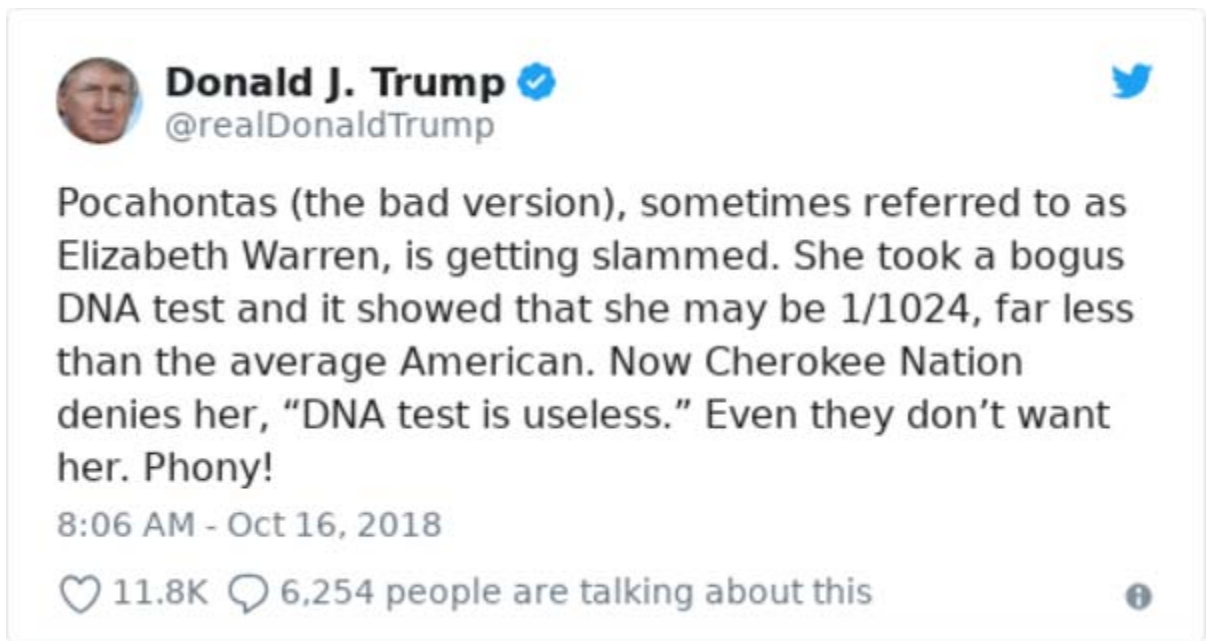 Donald J. Trump
@realDonaldTrump
Pocahontas (the bad version), sometimes referred to as
Elizabeth Warren, is getting slammed. She took a bogus
DNA test and it showed that she may be 1/1024, far less
than the average American. Now Cherokee Nation
denies her, “DNA test is useless.” Even they don’t want
her. Phony!
8:06 AM - Oct 16, 2018
11.8K 6,254 people are talking about this